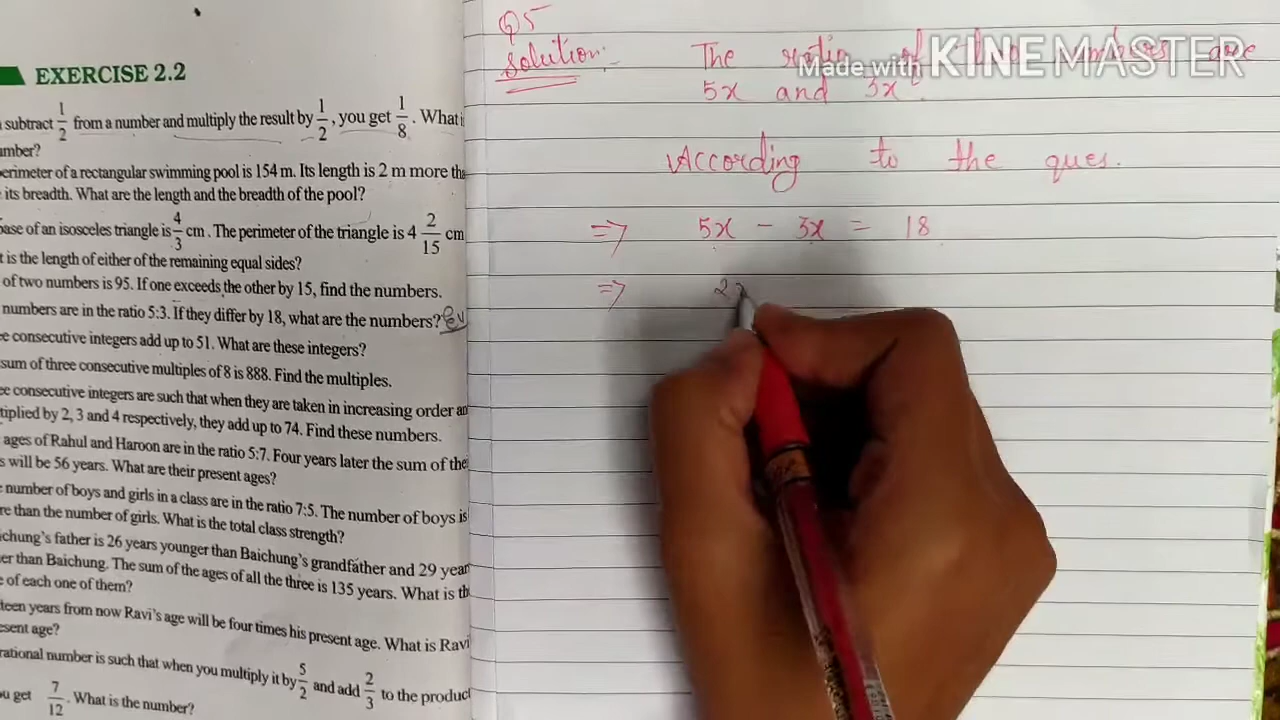 EXERCISE 2.2
subtract 1/2 from a number and multiply the result by 1/2, you get 1/8. What i
mber?
erimeter of a rectangular swimming pool is 154 m. Its length is 2 m more tha
its breadth. What are the length and the breadth of the pool?
ase of an isosceles triangle is 4/3 cm. The perimeter of the triangle is 4 2/15 cm
t is the length of either of the remaining equal sides?
of two numbers is 95. If one exceeds the other by 15, find the numbers.
numbers are in the ratio 5:3. If they differ by 18, what are the numbers?
e consecutive integers add up to 51. What are these integers?
sum of three consecutive multiples of 8 is 888. Find the multiples.
ee consecutive integers are such that when they are taken in increasing order an
tiplied by 2, 3 and 4 respectively, they add up to 74. Find these numbers.
ages of Rahul and Haroon are in the ratio 5:7. Four years later the sum of the
s will be 56 years. What are their present ages?
number of boys and girls in a class are in the ratio 7:5. The number of boys is
re than the number of girls. What is the total class strength?
ichung's father is 26 years younger than Baichung's grandfather and 29 year
er than Baichung. The sum of the ages of all the three is 135 years. What is th
e of each one of them?
teen years from now Ravi's age will be four times his present age. What is Ravi
esent age?
rational number is such that when you multiply it by 5/2 and add 2/3 to the produc
ou get 7/12. What is the number?
Q5
Solution:- The ratio of two numbers are
5x and 3x
Made with KINEMASTER
According to the ques.
⇒ 5x - 3x = 18
⇒ 2x